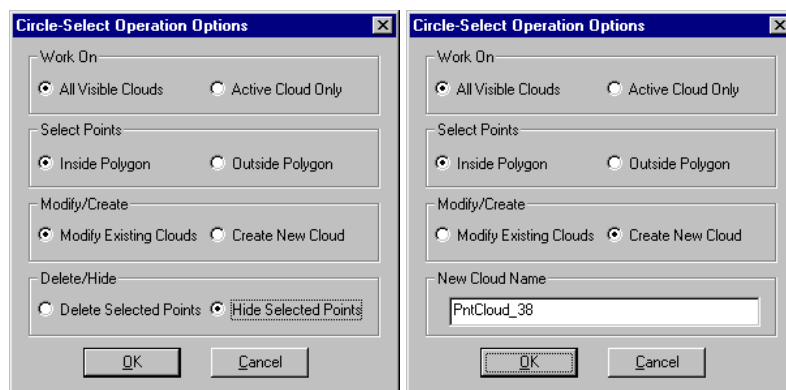 Circle-Select Operation Options
Work On
All Visible Clouds Active Cloud Only
Select Points
Inside Polygon Outside Polygon
Modify/Create
Modify Existing Clouds Create New Cloud
Delete/Hide
Delete Selected Points Hide Selected Points
OK Cancel
Circle-Select Operation Options
Work On
All Visible Clouds Active Cloud Only
Select Points
Inside Polygon Outside Polygon
Modify/Create
Modify Existing Clouds Create New Cloud
New Cloud Name
PntCloud_38
OK Cancel